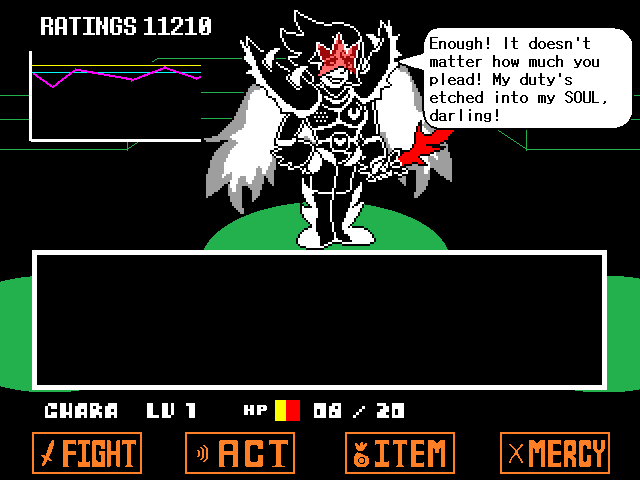 RATINGS 11210
Enough! It doesn't
matter how much you
plead! My duty's
etched into my SOUL,
darling!
CHARA LV 1 HP 08 / 20
FIGHT ACT ITEM MERCY